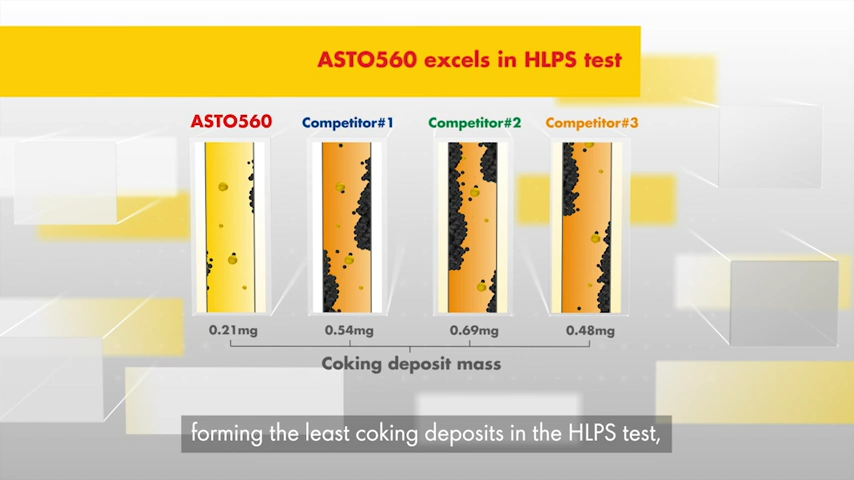 ASTO560 excels in HLPS test
ASTO560 Competitor#1 Competitor#2 Competitor#3
0.21mg 0.54mg 0.69mg 0.48mg
Coking deposit mass
forming the least coking deposits in the HLPS test,